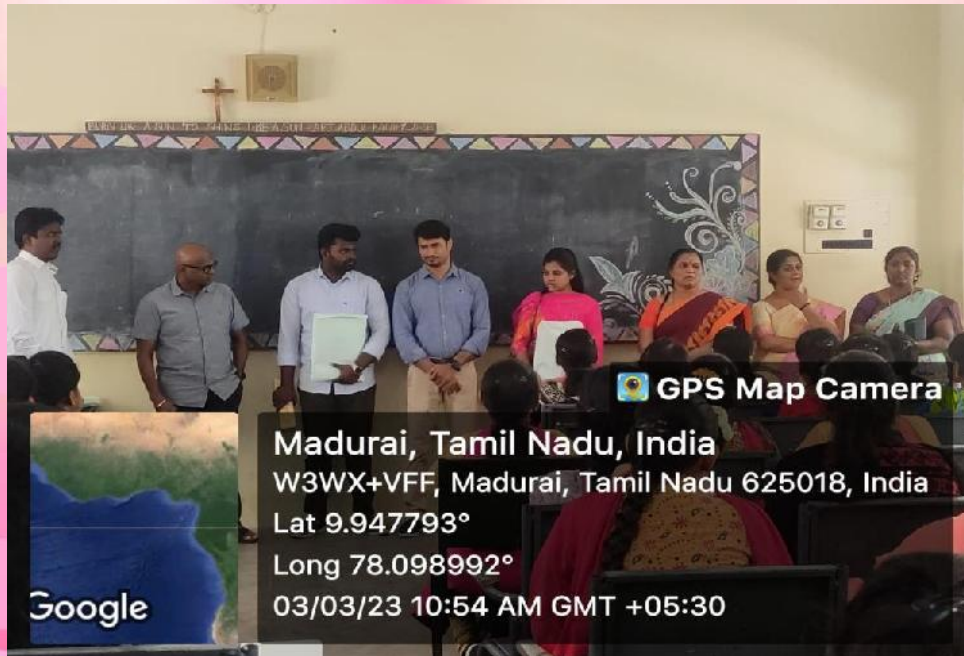 GPS Map Camera
Madurai, Tamil Nadu, India
W3WX+VFF, Madurai, Tamil Nadu 625018, India
Lat 9.947793°
Long 78.098992°
03/03/23 10:54 AM GMT +05:30
Google